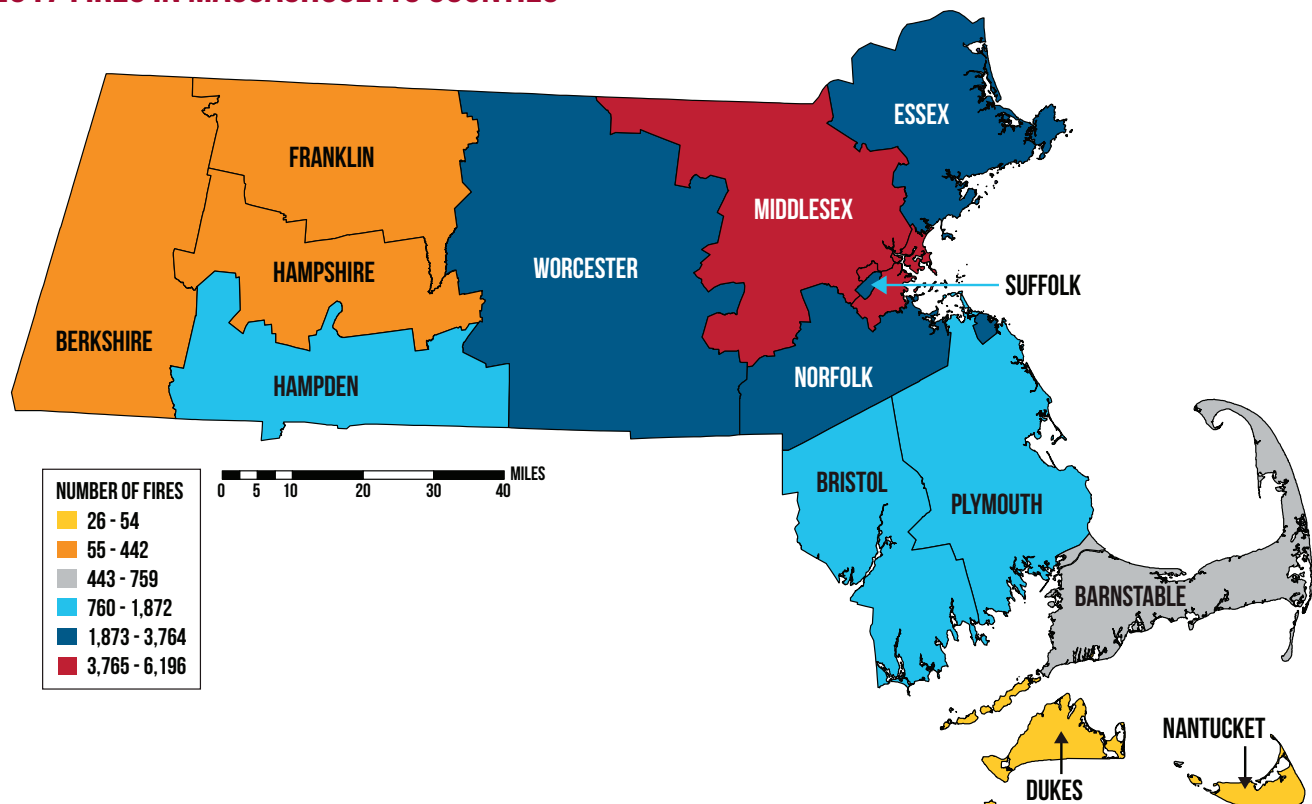 ESSEX
FRANKLIN
MIDDLESEX
HAMPSHIRE
WORCESTER
SUFFOLK
BERKSHIRE
HAMPDEN
NORFOLK
MILES
0 5 10 20 30 40
NUMBER OF FIRES
26 - 54
55 - 442
443 - 759
760 - 1,872
1,873 - 3,764
3,765 - 6,196
BRISTOL
PLYMOUTH
BARNSTABLE
NANTUCKET
DUKES